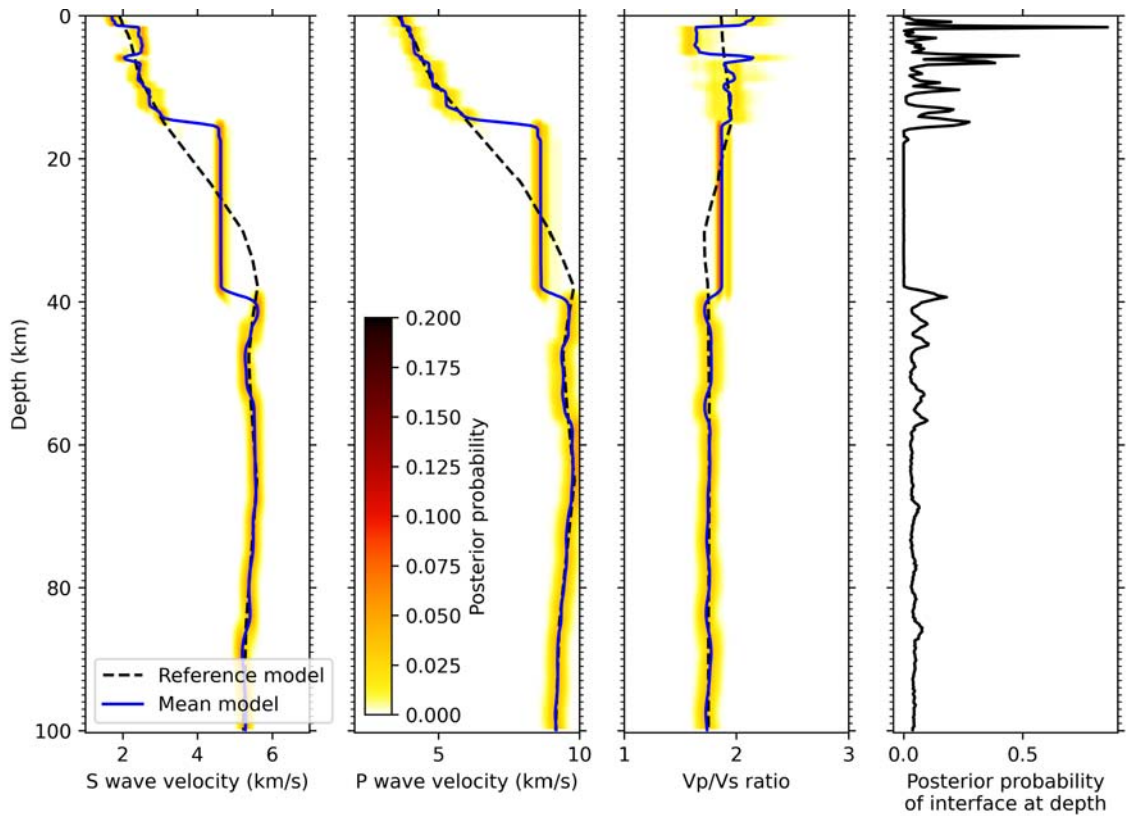 0
20
40
60
80
100
Depth (km)
2
4
6
S wave velocity (km/s)
Reference model
Mean model
0.200
0.175
0.150
0.125
0.100
0.075
0.050
0.025
0.000
Posterior probability
5
10
P wave velocity (km/s)
1
2
3
Vp/Vs ratio
0.0
0.5
Posterior probability
of interface at depth